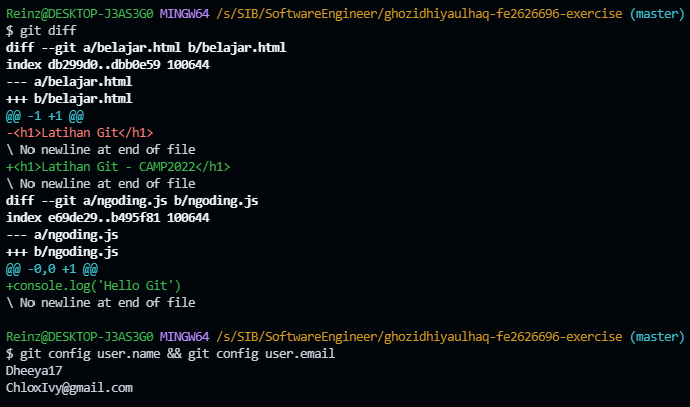 Reinz@DESKTOP-J3AS3G0 MINGW64 /s/SIB/SoftwareEngineer/ghozidhiyaulhaq-fe2626696-exercise (master)
$ git diff
diff --git a/belajar.html b/belajar.html
index db299d0..dbb0e59 100644
--- a/belajar.html
+++ b/belajar.html
@@ -1 +1 @@
-<h1>Latihan Git</h1>
\ No newline at end of file
+<h1>Latihan Git - CAMP2022</h1>
\ No newline at end of file
diff --git a/ngoding.js b/ngoding.js
index e69de29..b495f81 100644
--- a/ngoding.js
+++ b/ngoding.js
@@ -0,0 +1 @@
+console.log('Hello Git')
\ No newline at end of file
Reinz@DESKTOP-J3AS3G0 MINGW64 /s/SIB/SoftwareEngineer/ghozidhiyaulhaq-fe2626696-exercise (master)
$ git config user.name && git config user.email
Dheeya17
ChloxIvy@gmail.com